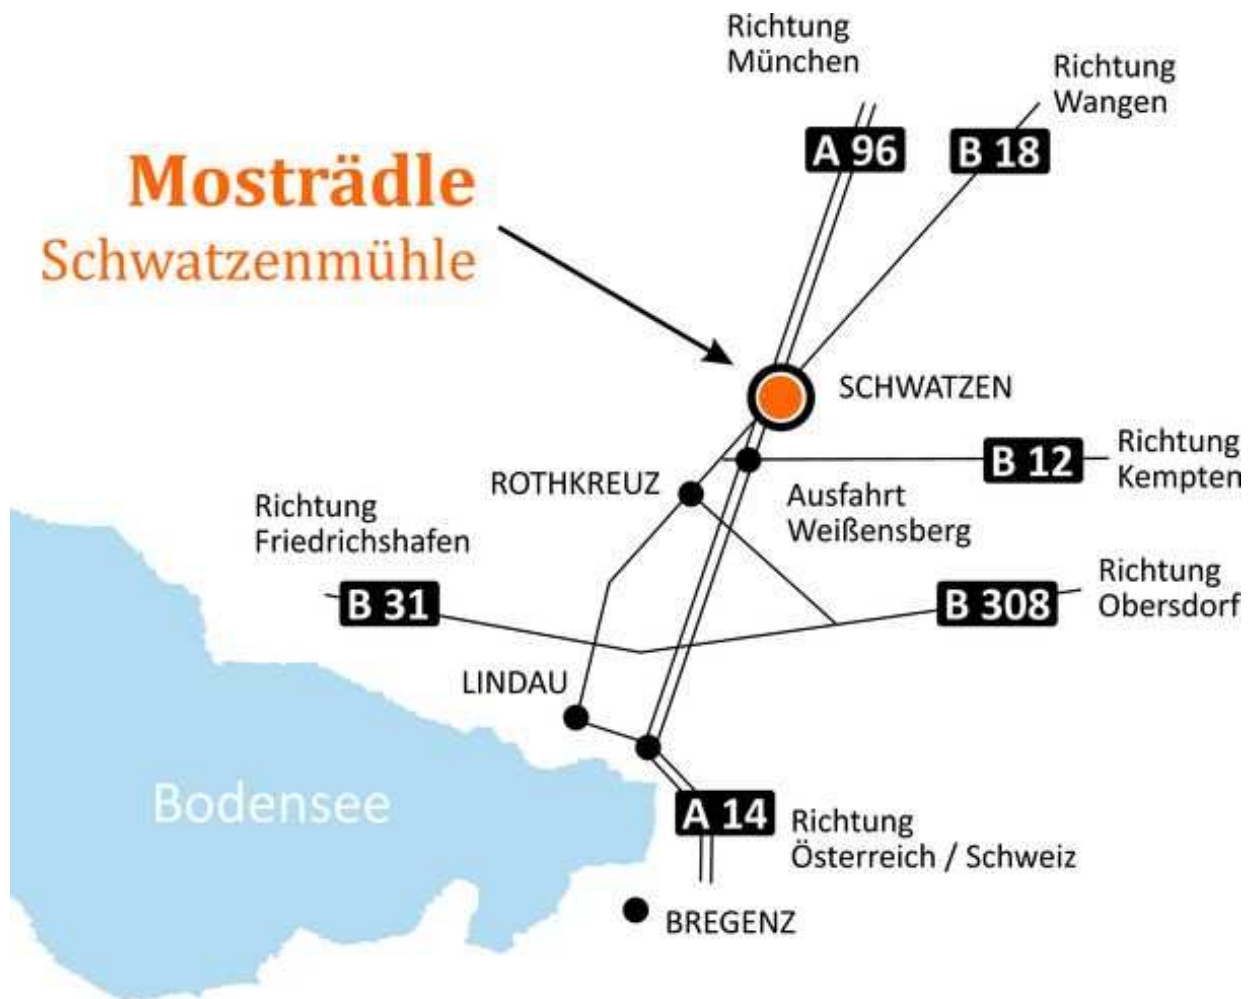 Richtung
München
Richtung
Wangen
A 96
B 18
Mosträdle
Schwatzenmühle
SCHWATZEN
B 12
Richtung
Kempten
ROTHKREUZ
Ausfahrt
Weißensberg
Richtung
Friedrichshafen
B 31
B 308
Richtung
Obersdorf
LINDAU
Bodensee
A 14
Richtung
Österreich / Schweiz
BREGENZ